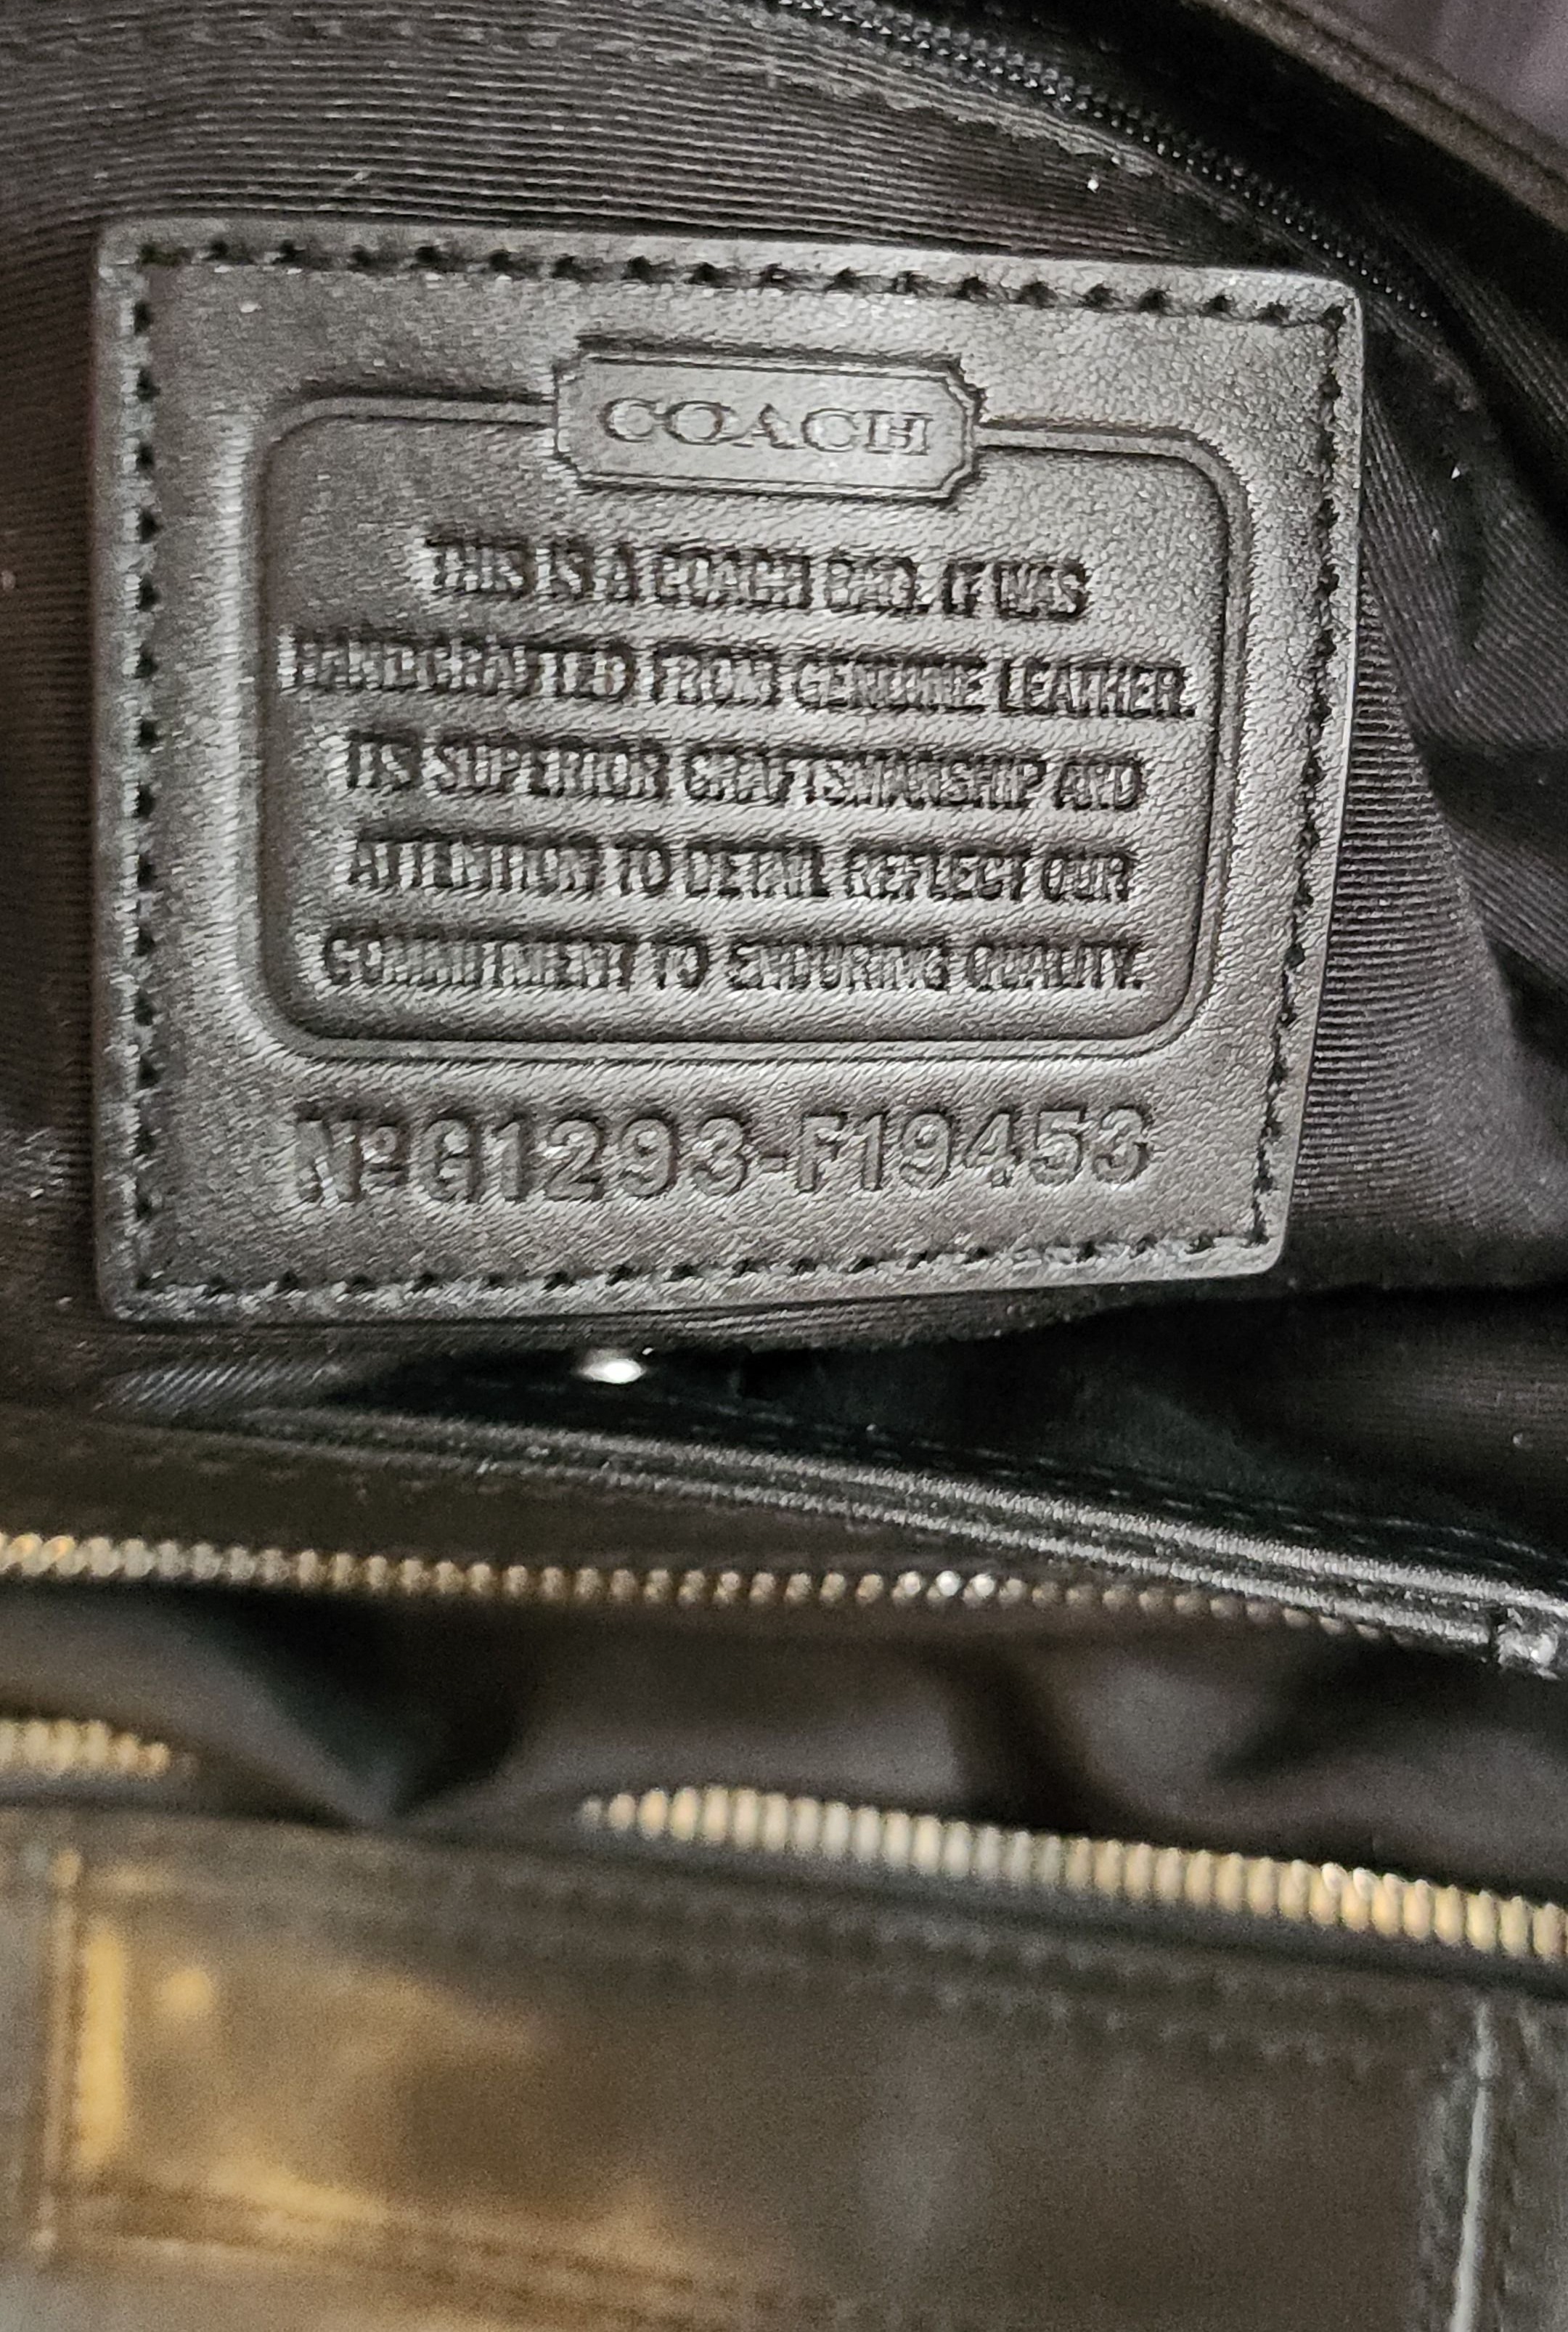 COACH
THIS IS A COACH BAG. IT WAS
HANDCRAFTED FROM GENUINE LEATHER.
ITS SUPERIOR CRAFTSMANSHIP AND
ATTENTION TO DETAIL REFLECT OUR
COMMITMENT TO ENDURING QUALITY.
Nº G1293-F19453